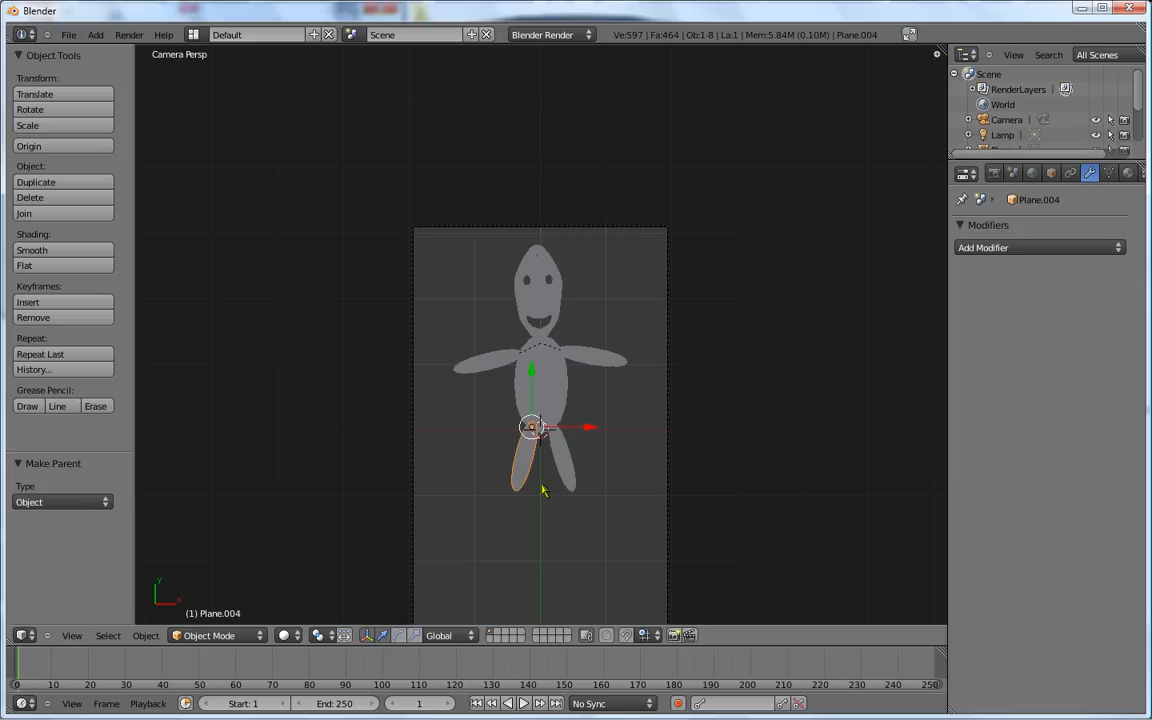 Blender
File Add Render Help Default Scene Blender Render Ve:597 | Fa:464 | Ob:1-8 | La:1 | Mem:5.84M (0.10M) | Plane.004
Object Tools
Transform:
Translate
Rotate
Scale
Origin
Object:
Duplicate
Delete
Join
Shading:
Smooth
Flat
Keyframes:
Insert
Remove
Repeat:
Repeat Last
History...
Grease Pencil:
Draw Line Erase
Make Parent
Type
Object
Camera Persp
y
x
(1) Plane.004
View Search All Scenes
Scene
RenderLayers |
World
Camera |
Lamp |
Plane.004
Modifiers
Add Modifier
View Select Object Object Mode Global
0 10 20 30 40 50 60 70 80 90 100 110 120 130 140 150 160 170 180 190 200 210 220 230 240 250
View Frame Playback Start: 1 End: 250 1 No Sync